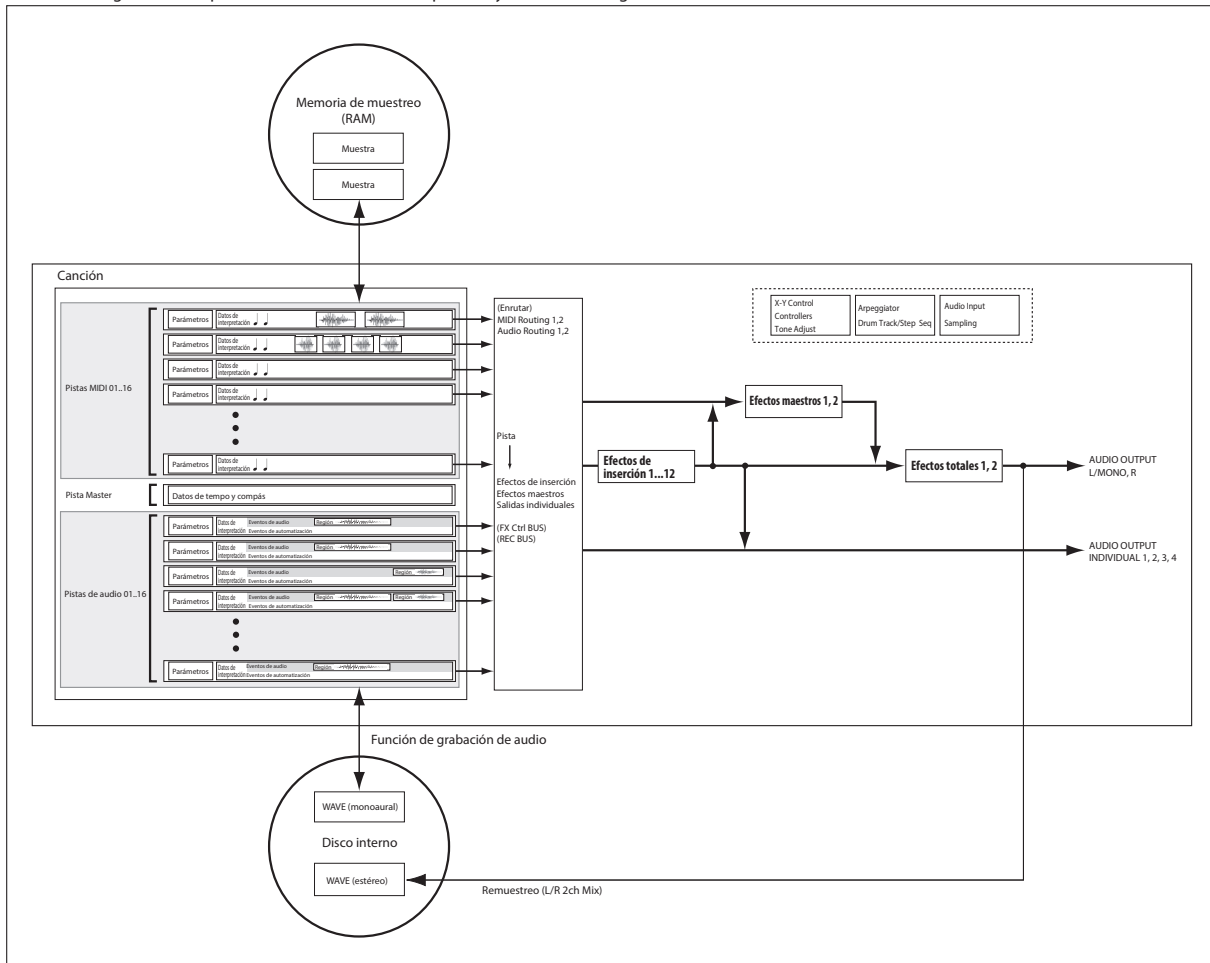 Memoria de muestreo
(RAM)
Muestra
Muestra
Canción
Pistas MIDI 01..16
Parámetros
Datos de
interpretación
Parámetros
Datos de
interpretación
Parámetros
Datos de
interpretación
Parámetros
Datos de
interpretación
Parámetros
Datos de
interpretación
Pista Master
Datos de tempo y compás
Pistas de audio 01..16
Parámetros
Datos de
interpretación
Eventos de audio
Región
Eventos de automatización
Parámetros
Datos de
interpretación
Eventos de audio
Región
Eventos de automatización
Parámetros
Datos de
interpretación
Eventos de audio
Región
Eventos de automatización
Parámetros
Datos de
interpretación
Eventos de audio
Región
Región
Eventos de automatización
Parámetros
Datos de
interpretación
Eventos de audio
Región
Eventos de automatización
(Enrutar)
MIDI Routing 1,2
Audio Routing 1,2
Pista
Efectos de inserción
Efectos maestros
Salidas individuales
(FX Ctrl BUS)
(REC BUS)
X-Y Control
Controllers
Tone Adjust
Arpeggiator
Drum Track/Step Seq
Audio Input
Sampling
Efectos maestros 1, 2
Efectos de
inserción 1...12
Efectos totales 1, 2
AUDIO OUTPUT
L/MONO, R
AUDIO OUTPUT
INDIVIDUAL 1, 2, 3, 4
Función de grabación de audio
WAVE (monoaural)
Disco interno
WAVE (estéreo)
Remuestreo (L/R 2ch Mix)